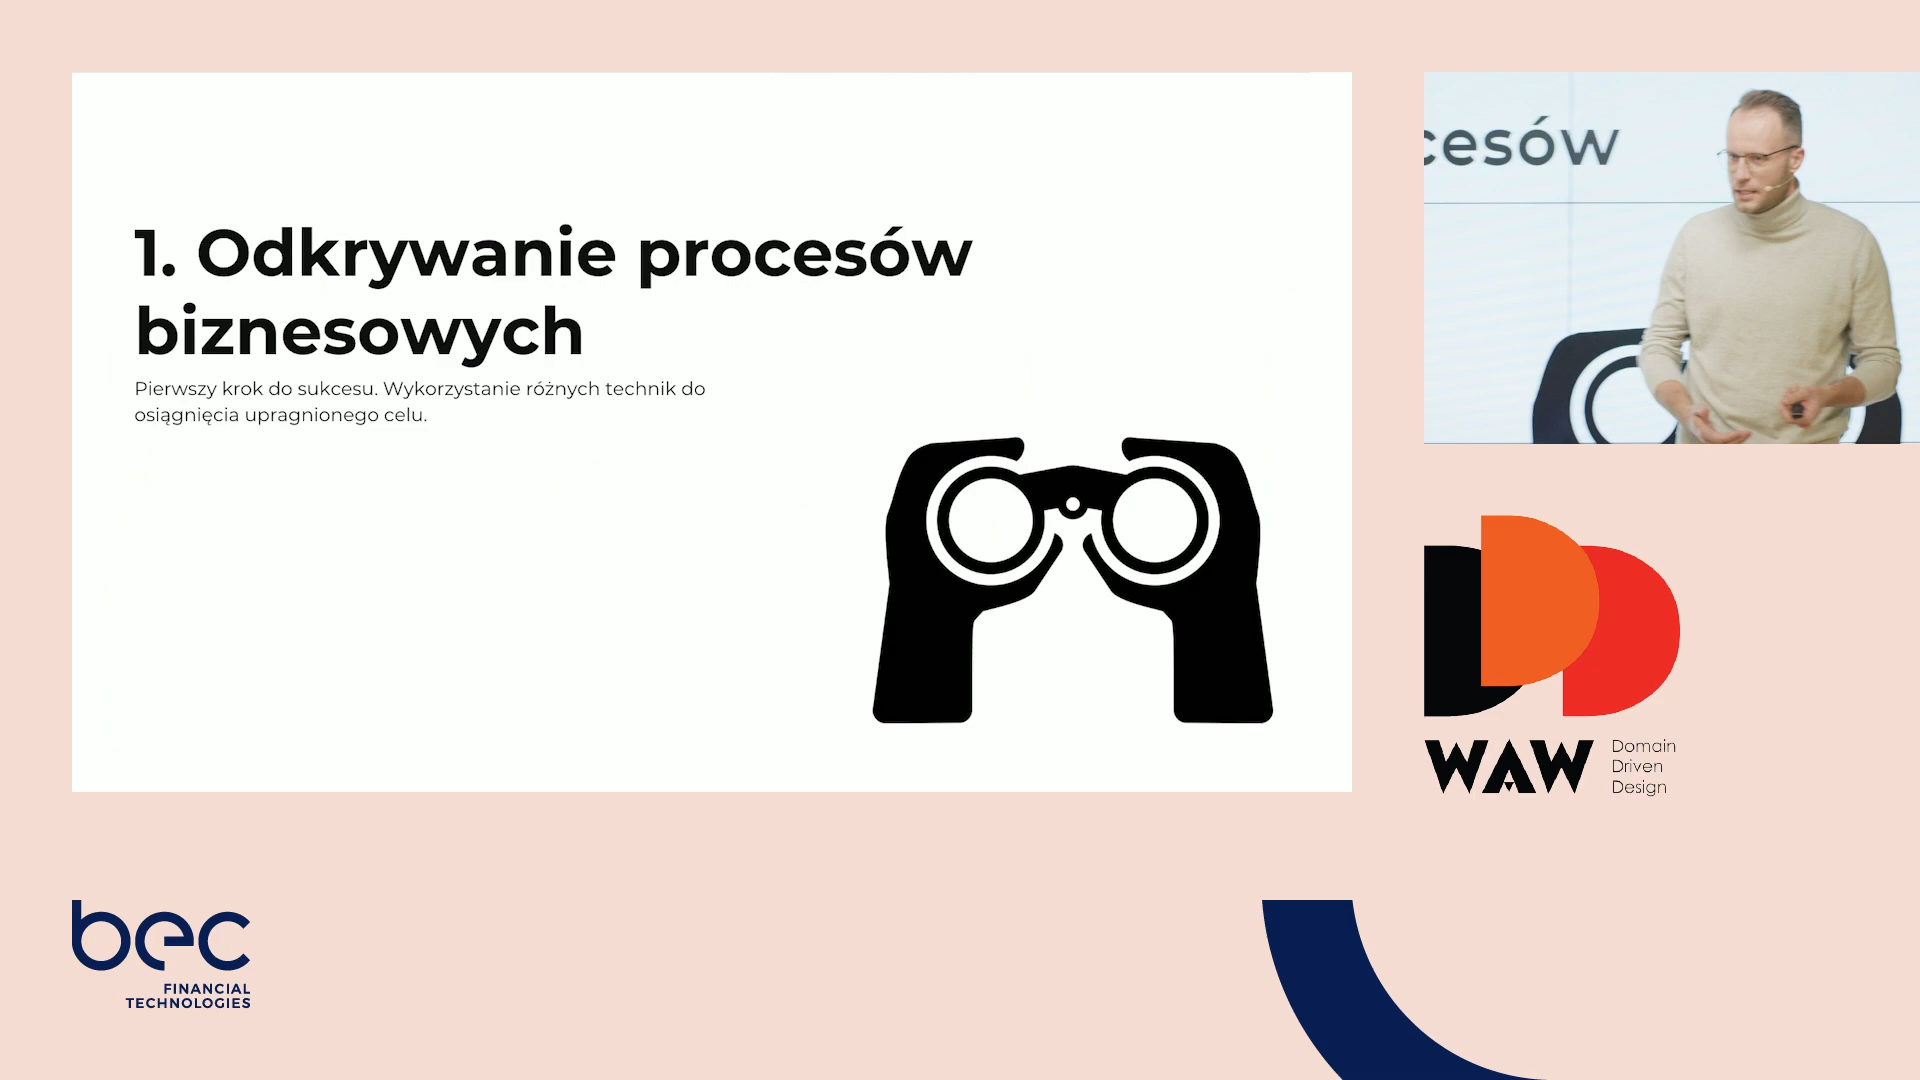 1. Odkrywanie procesów
biznesowych
Pierwszy krok do sukcesu. Wykorzystanie różnych technik do
osiągnięcia upragnionego celu.
cesów
WAW
Domain
Driven
Design
bec
FINANCIAL
TECHNOLOGIES